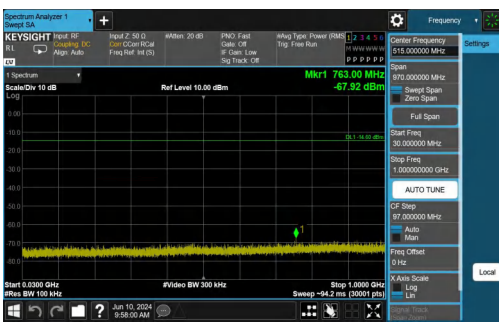 Spectrum Analyzer 1
Swept SA
Frequency
KEYSIGHT
Input: RF
Coupling: DC
Align: Auto
Input Z: 50 Ω
Corr CCorr RCal
Freq Ref: Int (S)
#Atten: 20 dB
PNO: Fast
Gate: Off
IF Gain: Low
Sig Track: Off
#Avg Type: Power (RMS
Trig: Free Run
1 2 3 4 5 6
M W W W W W
P P P P P P
RL
1 Spectrum
Scale/Div 10 dB
Ref Level 10.00 dBm
Mkr1 763.00 MHz
-67.92 dBm
Log
0.00
-10.0
DL1 -14.00 dBm
-20.0
-30.0
-40.0
-50.0
-60.0
1
-70.0
-80.0
Start 0.0300 GHz
#Video BW 300 kHz
Stop 1.0000 GHz
#Res BW 100 kHz
Sweep ~94.2 ms (30001 pts)
Jun 10, 2024
9:58:00 AM
Center Frequency
515.000000 MHz
Settings
Span
970.000000 MHz
Swept Span
Zero Span
Full Span
Start Freq
30.000000 MHz
Stop Freq
1.000000000 GHz
AUTO TUNE
CF Step
97.000000 MHz
Auto
Man
Freq Offset
0 Hz
X Axis Scale
Log
Lin
Local
Signal Track